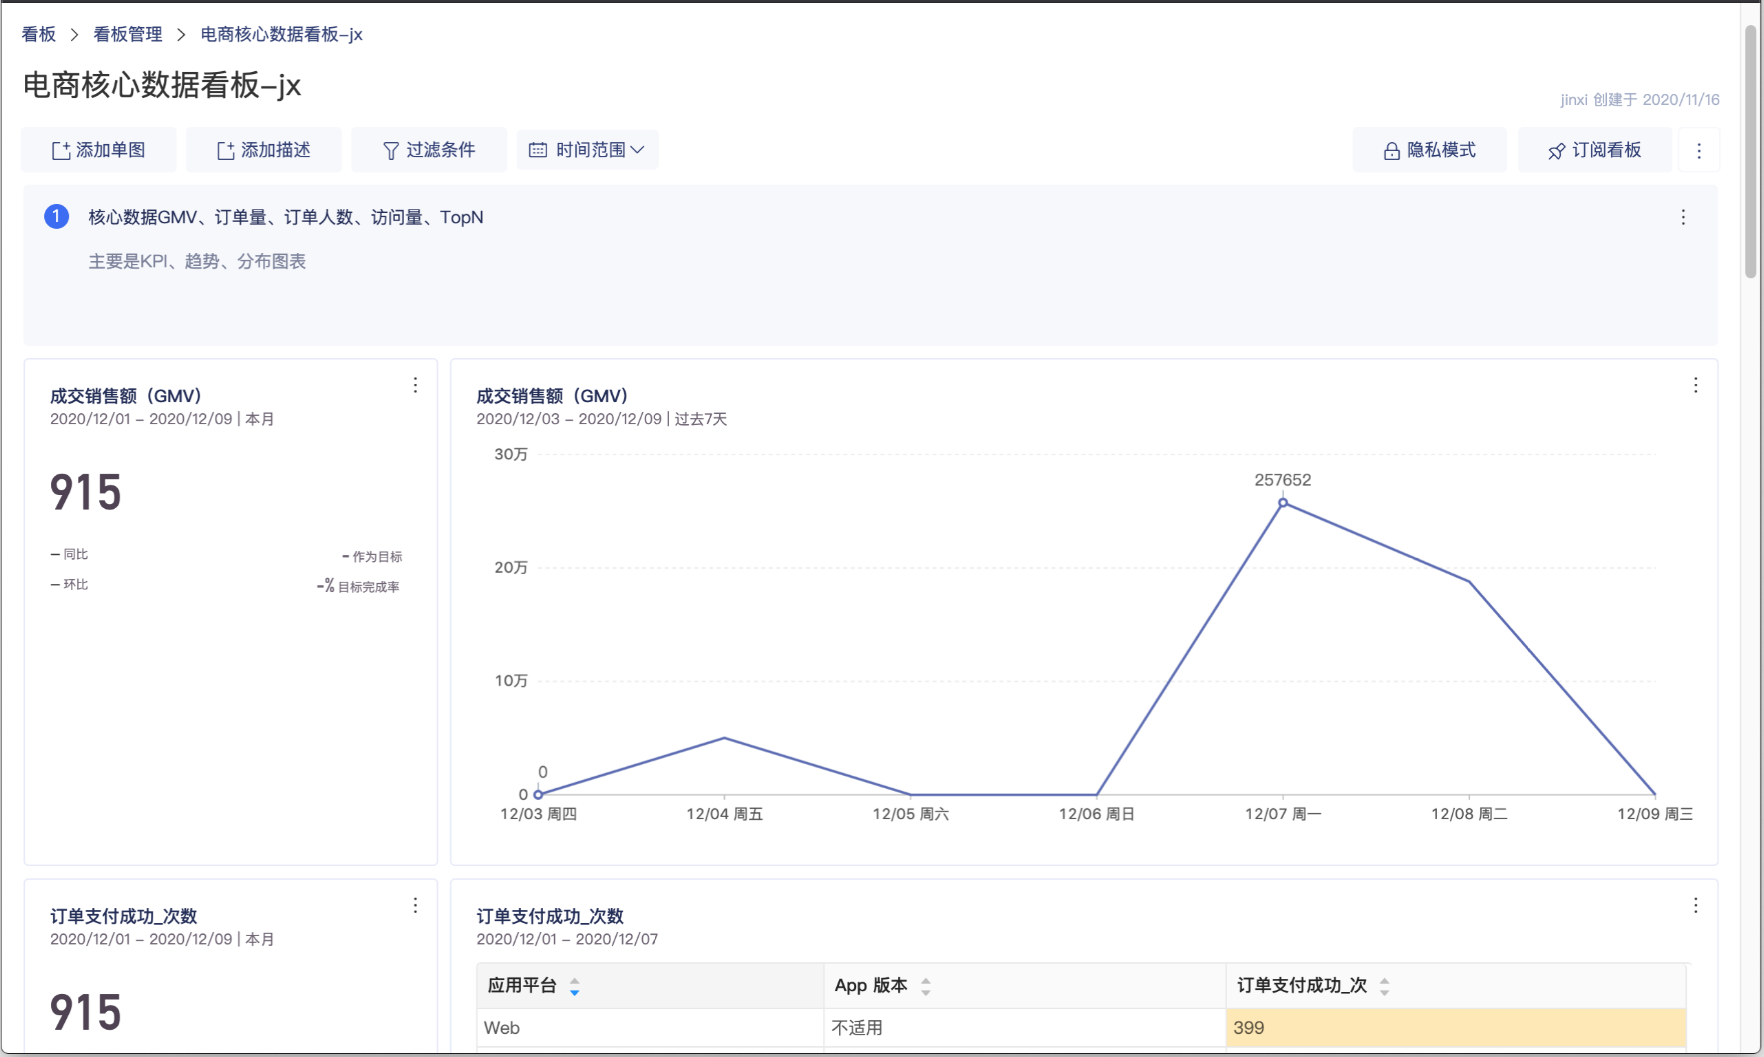 看板 > 看板管理 > 电商核心数据看板-jx
电商核心数据看板-jx
jinxi 创建于 2020/11/16
添加单图 添加描述 过滤条件 时间范围 隐私模式 订阅看板
1 核心数据GMV、订单量、订单人数、访问量、TopN
主要是KPI、趋势、分布图表
成交销售额（GMV）
2020/12/01 - 2020/12/09 | 本月
915
- 同比
- 作为目标
- 环比
-% 目标完成率
成交销售额（GMV）
2020/12/03 - 2020/12/09 | 过去7天
30万
257652
20万
10万
0
0
12/03 周四 12/04 周五 12/05 周六 12/06 周日 12/07 周一 12/08 周二 12/09 周三
订单支付成功_次数
2020/12/01 - 2020/12/09 | 本月
915
订单支付成功_次数
2020/12/01 - 2020/12/07
应用平台 App 版本 订单支付成功_次
Web 不适用 399